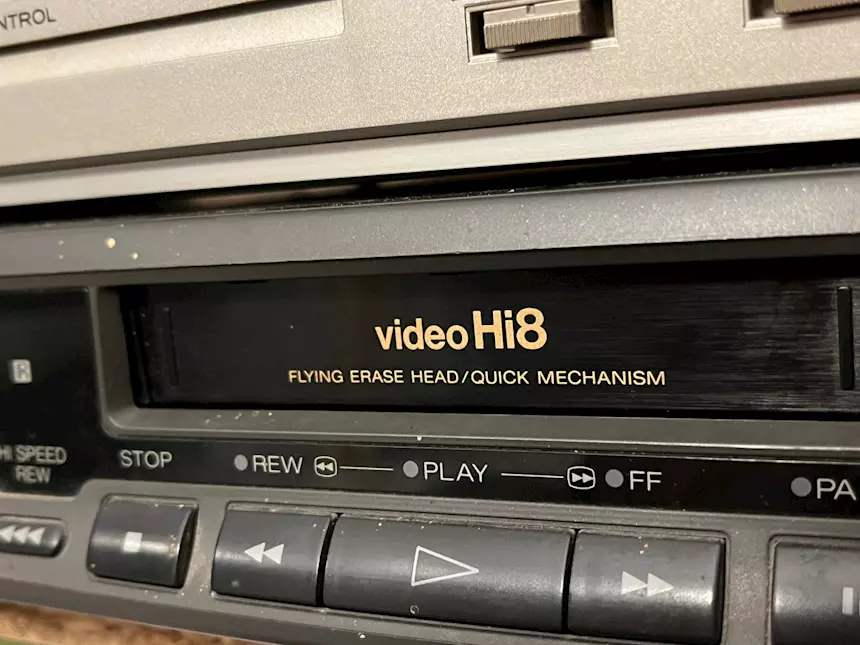 NTROL
video Hi8
FLYING ERASE HEAD/QUICK MECHANISM
R
HI SPEED
REW
STOP
REW
PLAY
FF
PA